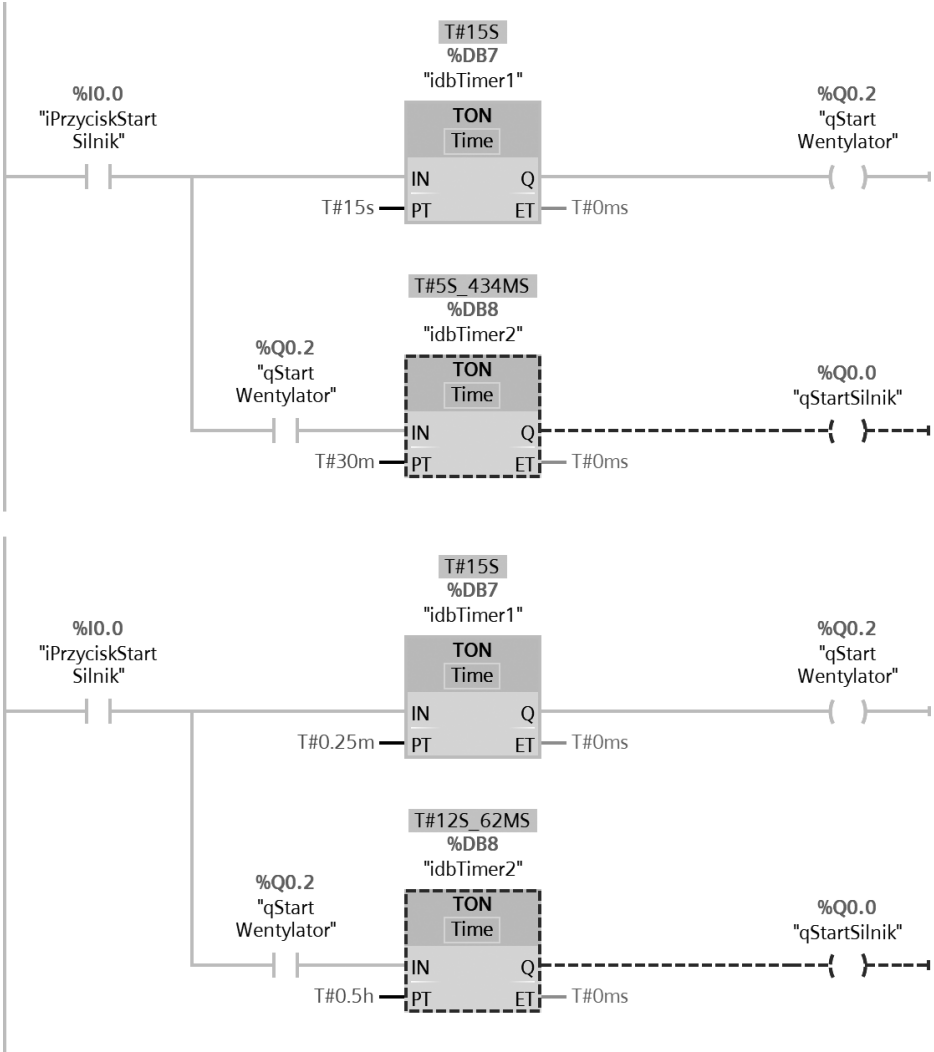 T#15S
%DB7
"idbTimer1"
%I0.0
"iPrzyciskStart
Silnik"
TON
Time
%Q0.2
"qStart
Wentylator"
IN
Q
T#15s
PT
ET
T#0ms
T#5S_434MS
%DB8
"idbTimer2"
%Q0.2
"qStart
Wentylator"
TON
Time
%Q0.0
"qStartSilnik"
IN
Q
T#30m
PT
ET
T#0ms
T#15S
%DB7
"idbTimer1"
%I0.0
"iPrzyciskStart
Silnik"
TON
Time
%Q0.2
"qStart
Wentylator"
IN
Q
T#0.25m
PT
ET
T#0ms
T#12S_62MS
%DB8
"idbTimer2"
%Q0.2
"qStart
Wentylator"
TON
Time
%Q0.0
"qStartSilnik"
IN
Q
T#0.5h
PT
ET
T#0ms